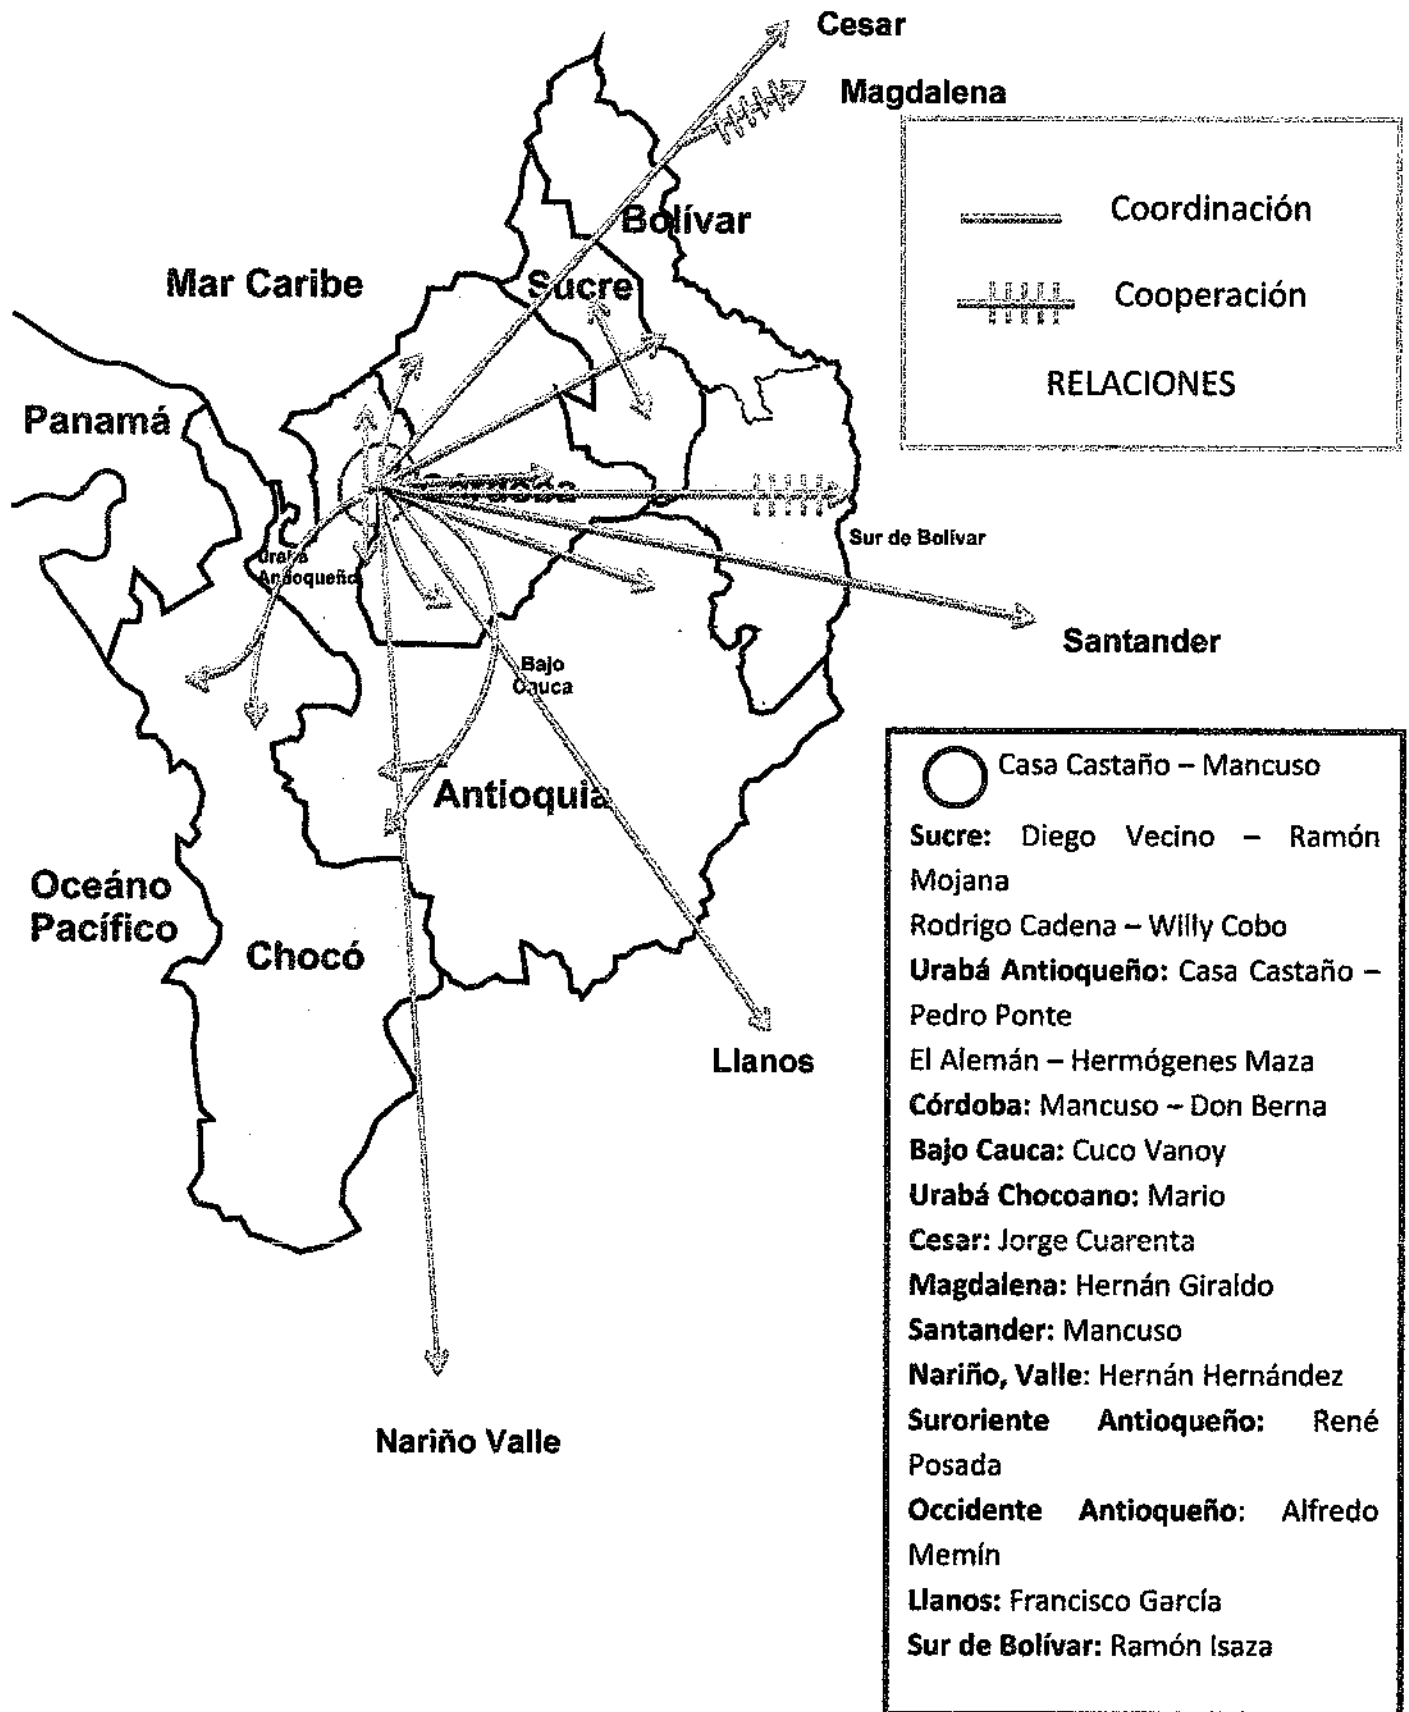 Cesar
Magdalena
Coordinación
Cooperación
RELACIONES
Bolívar
Sucre
Mar Caribe
Panamá
Urabá
Antioqueño
Sur de Bolívar
Santander
Bajo
Cauca
Antioquia
Oceáno
Pacífico
Chocó
Llanos
Nariño Valle
Casa Castaño – Mancuso
Sucre: Diego Vecino – Ramón
Mojana
Rodrigo Cadena – Willy Cobo
Urabá Antioqueño: Casa Castaño –
Pedro Ponte
El Alemán – Hermógenes Maza
Córdoba: Mancuso – Don Berna
Bajo Cauca: Cuco Vanoy
Urabá Chocoano: Mario
Cesar: Jorge Cuarenta
Magdalena: Hernán Giraldo
Santander: Mancuso
Nariño, Valle: Hernán Hernández
Suroriente Antioqueño: René
Posada
Occidente Antioqueño: Alfredo
Memín
Llanos: Francisco García
Sur de Bolívar: Ramón Isaza